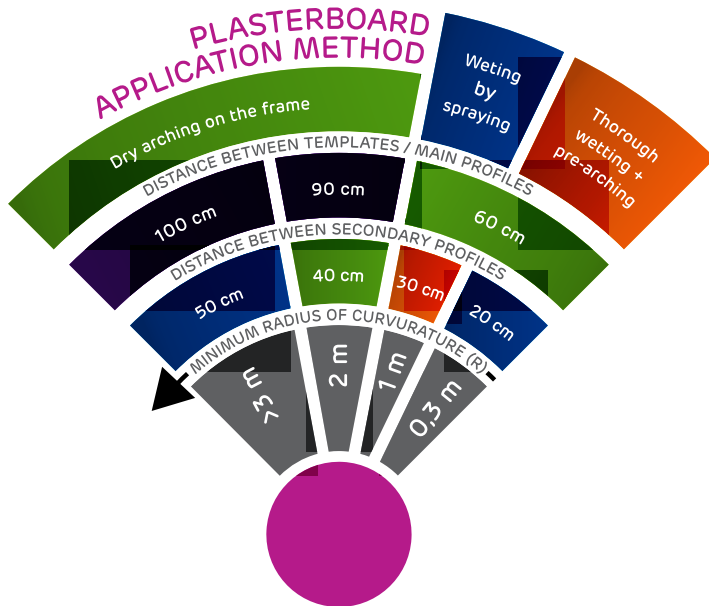 PLASTERBOARD
APPLICATION METHOD
Dry arching on the frame
Weting
by
spraying
Thorough
wetting +
pre-arching
DISTANCE BETWEEN TEMPLATES / MAIN PROFILES
100 cm
90 cm
60 cm
DISTANCE BETWEEN SECONDARY PROFILES
50 cm
40 cm
30 cm
20 cm
MINIMUM RADIUS OF CURVURATURE (R)
>3 m
2 m
1 m
0,3 m